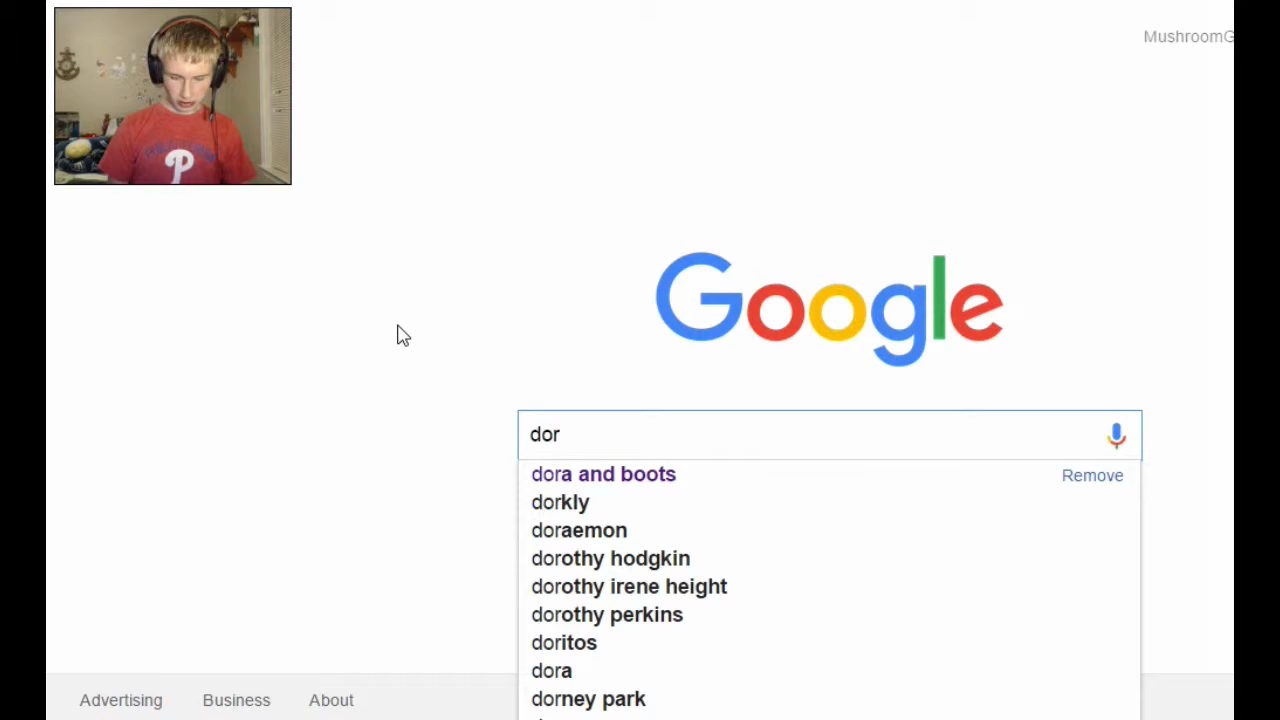 MushroomG
P
Google
dor
dora and boots
Remove
dorkly
doraemon
dorothy hodgkin
dorothy irene height
dorothy perkins
doritos
dora
dorney park
Advertising
Business
About